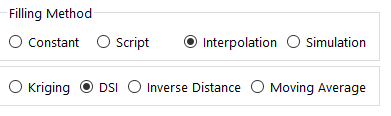 Filling Method
Constant Script Interpolation Simulation
Kriging DSI Inverse Distance Moving Average